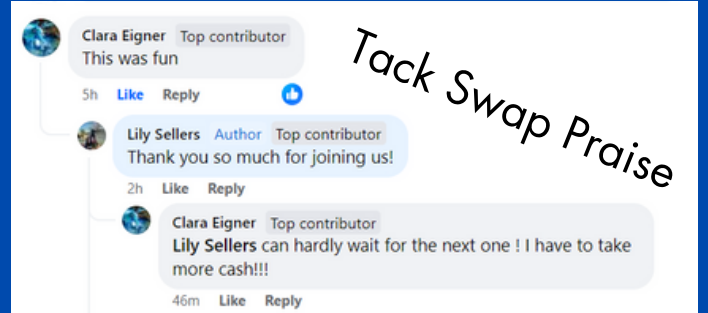 Clara Eigner Top contributor
This was fun
5h Like Reply
Tack Swap Praise
Lily Sellers Author Top contributor
Thank you so much for joining us!
2h Like Reply
Clara Eigner Top contributor
Lily Sellers can hardly wait for the next one ! I have to take
more cash!!!
46m Like Reply